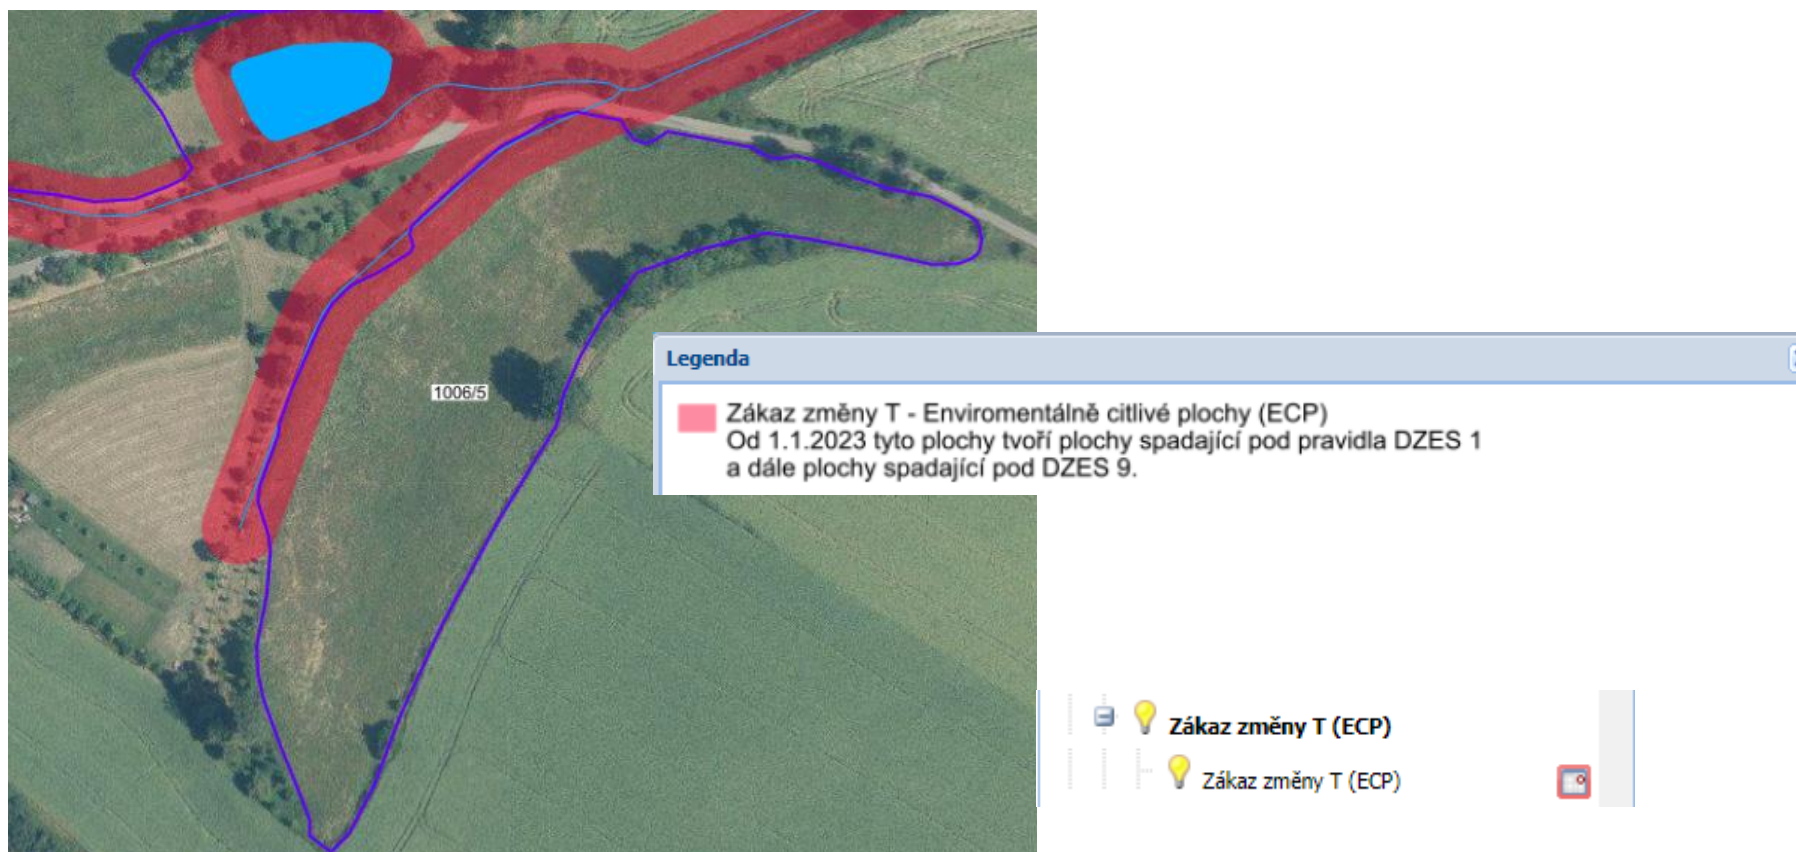 1006/5
Legenda
Zákaz změny T - Enviromentálně citlivé plochy (ECP)
Od 1.1.2023 tyto plochy tvoří plochy spadající pod pravidla DZES 1
a dále plochy spadající pod DZES 9.
Zákaz změny T (ECP)
Zákaz změny T (ECP)